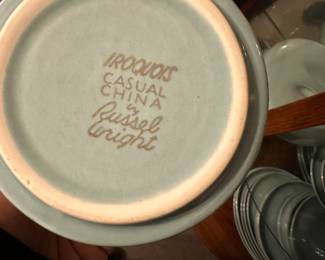 IROQUOIS
CASUAL
CHINA
by
Russel
Wright